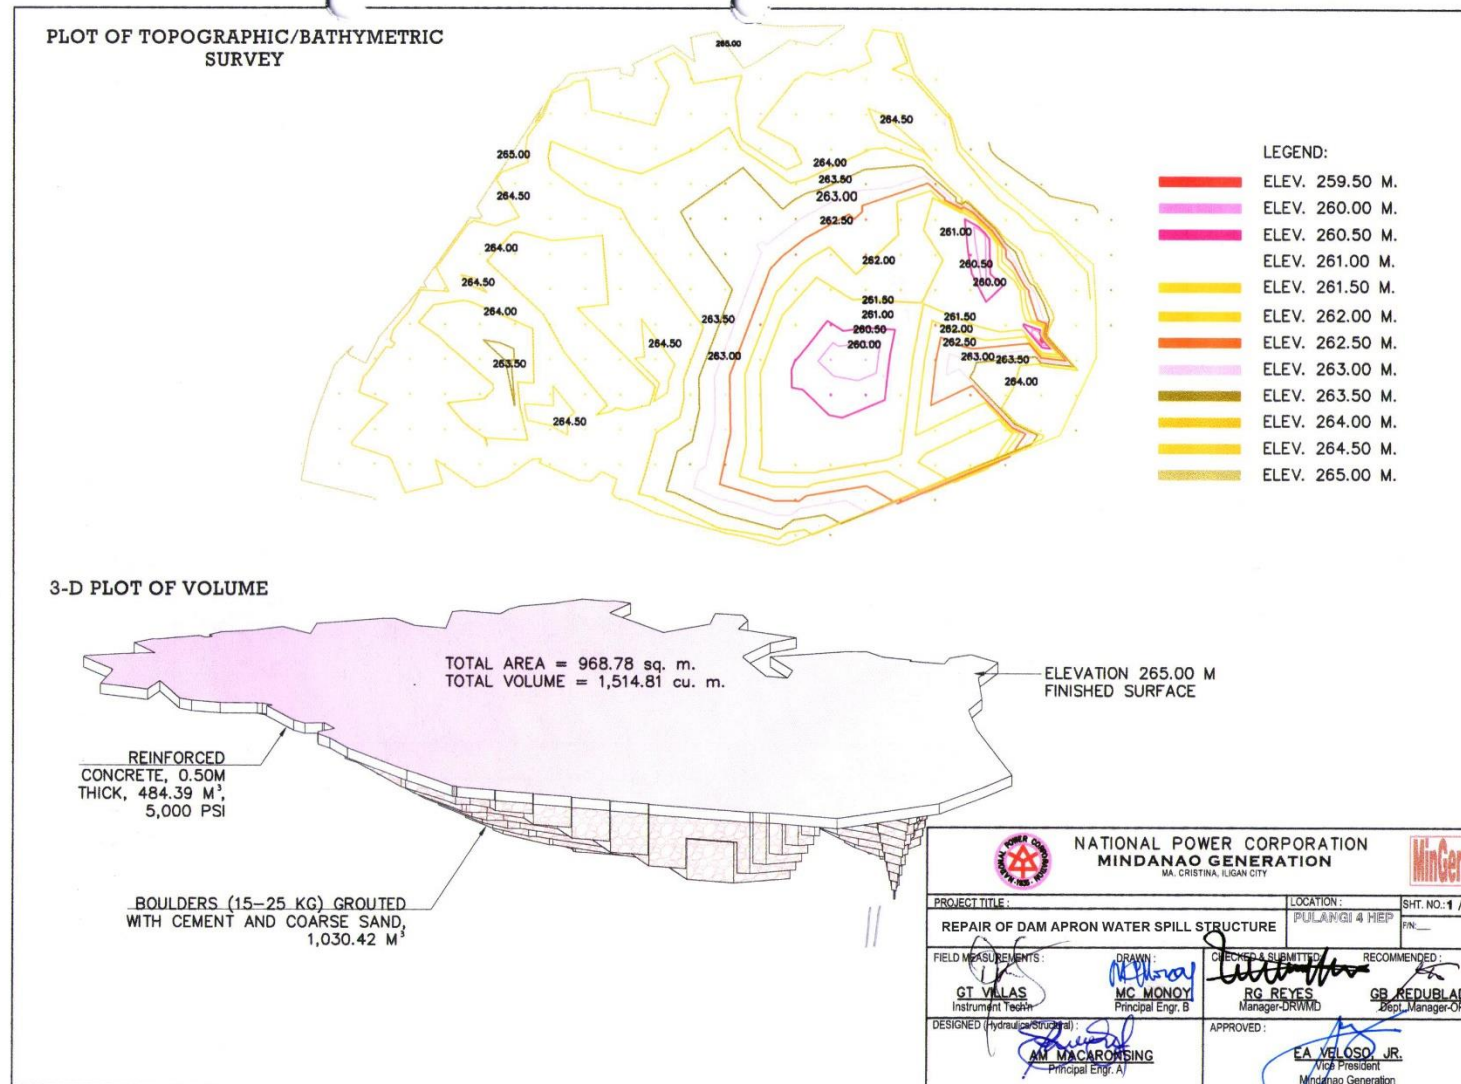 PLOT OF TOPOGRAPHIC/BATHYMETRIC
SURVEY
265.00
264.50
265.00
264.00
263.50
263.00
262.50
264.50
261.00
264.00
262.00
260.50
264.50
260.00
261.50
264.00
261.00
261.50
263.50
260.50
262.00
264.50
260.00
262.50
263.00
263.00
263.50
263.50
264.00
264.50
LEGEND:
ELEV. 259.50 M.
ELEV. 260.00 M.
ELEV. 260.50 M.
ELEV. 261.00 M.
ELEV. 261.50 M.
ELEV. 262.00 M.
ELEV. 262.50 M.
ELEV. 263.00 M.
ELEV. 263.50 M.
ELEV. 264.00 M.
ELEV. 264.50 M.
ELEV. 265.00 M.
3-D PLOT OF VOLUME
TOTAL AREA = 968.78 sq. m.
TOTAL VOLUME = 1,514.81 cu. m.
ELEVATION 265.00 M
FINISHED SURFACE
REINFORCED
CONCRETE, 0.50M
THICK, 484.39 M³,
5,000 PSI
BOULDERS (15–25 KG) GROUTED
WITH CEMENT AND COARSE SAND,
1,030.42 M³
NATIONAL POWER CORPORATION
NATIONAL POWER CORPORATION
MINDANAO GENERATION
MA. CRISTINA, ILIGAN CITY
MinGen
PROJECT TITLE :
REPAIR OF DAM APRON WATER SPILL STRUCTURE
LOCATION :
PULANGI 4 HEP
SHT. NO.: 1 /
P/N:
FIELD MEASUREMENTS :
GT VILLAS
Instrument Tech'n
DRAWN :
MC MONOY
Principal Engr. B
CHECKED & SUBMITTED:
RG REYES
Manager-DRWMD
RECOMMENDED :
GB REDUBLAD
Dept. Manager-O
DESIGNED (Hydraulics/Structural) :
AM MACARONSING
Principal Engr. A
APPROVED :
EA VELOSO, JR.
Vice President
Mindanao Generation